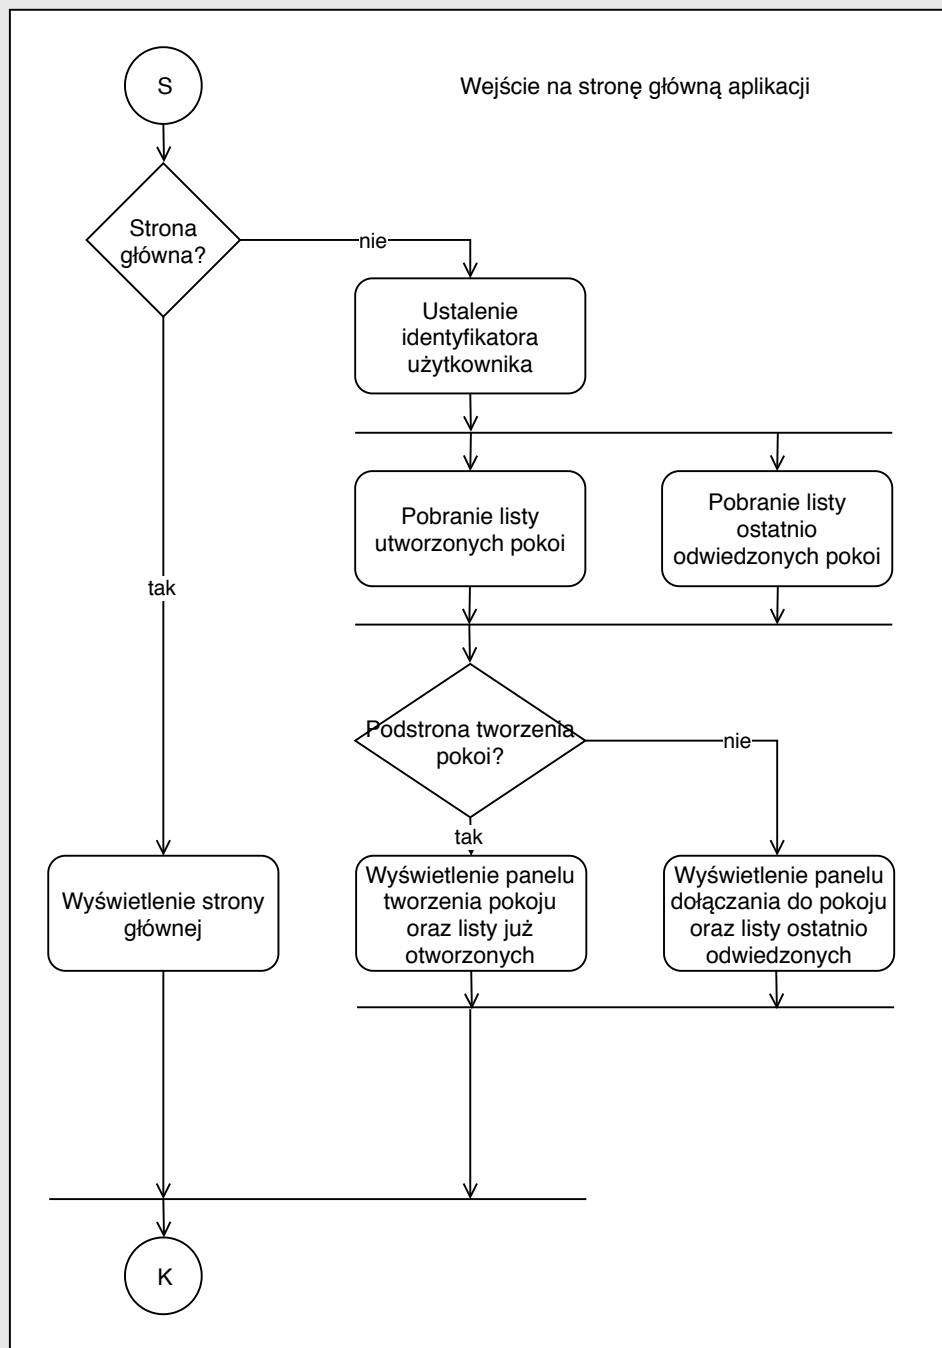 S
Wejście na stronę główną aplikacji
Strona
główna?
nie
Ustalenie
identyfikatora
użytkownika
Pobranie listy
utworzonych pokoi
Pobranie listy
ostatnio
odwiedzonych pokoi
tak
Podstrona tworzenia
pokoi?
nie
tak
Wyświetlenie strony
głównej
Wyświetlenie panelu
tworzenia pokoju
oraz listy już
otworzonych
Wyświetlenie panelu
dołączania do pokoju
oraz listy ostatnio
odwiedzonych
K